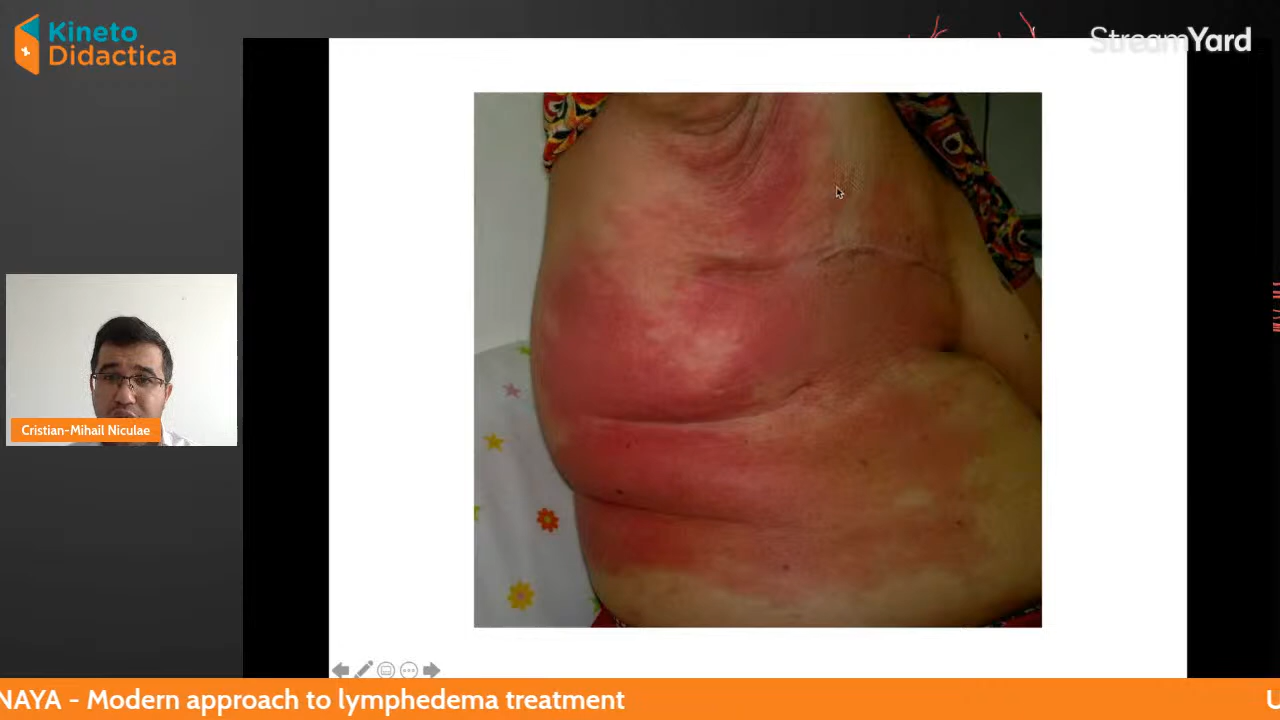 Kineto
Didactica
StreamYard
Cristian-Mihail Niculae
NAYA - Modern approach to lymphedema treatment
U